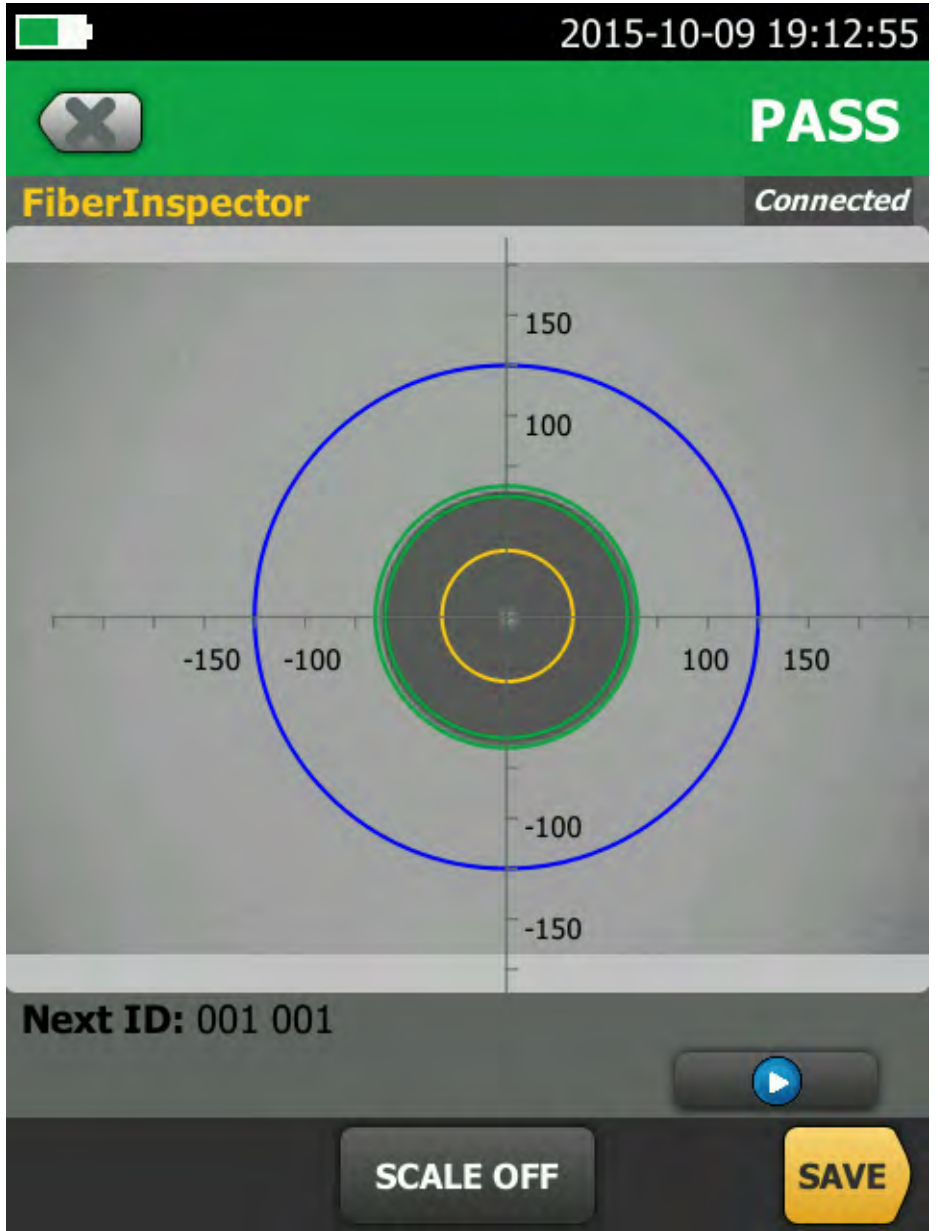 2015-10-09 19:12:55
PASS
FiberInspector Connected
150
100
-150 -100 100 150
-100
-150
Next ID: 001 001
SCALE OFF SAVE